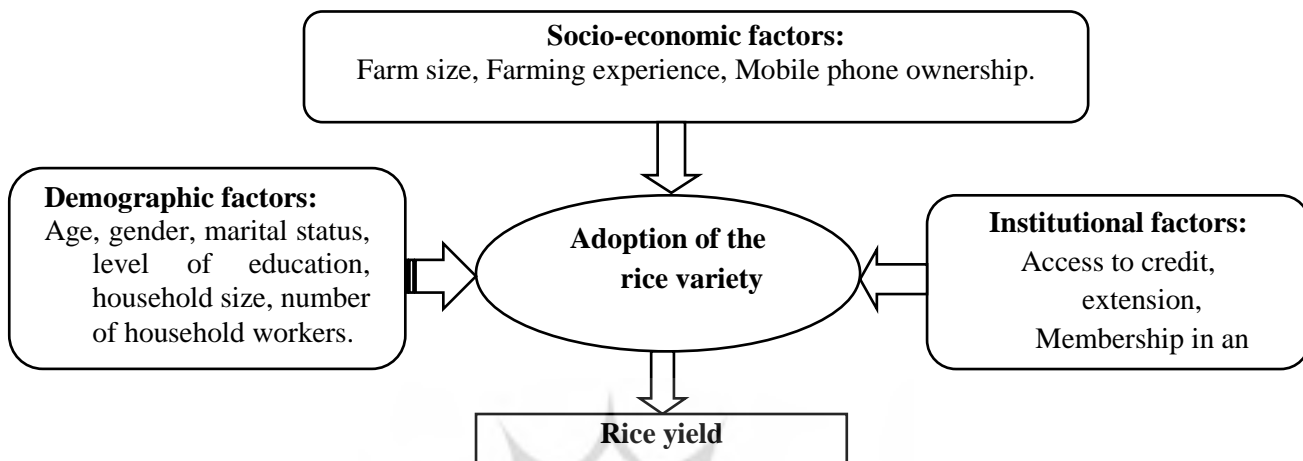 Socio-economic factors:
Farm size, Farming experience, Mobile phone ownership.
Demographic factors:
Age, gender, marital status,
level of education,
household size, number
of household workers.
Adoption of the
rice variety
Institutional factors:
Access to credit,
extension,
Membership in an
Rice yield